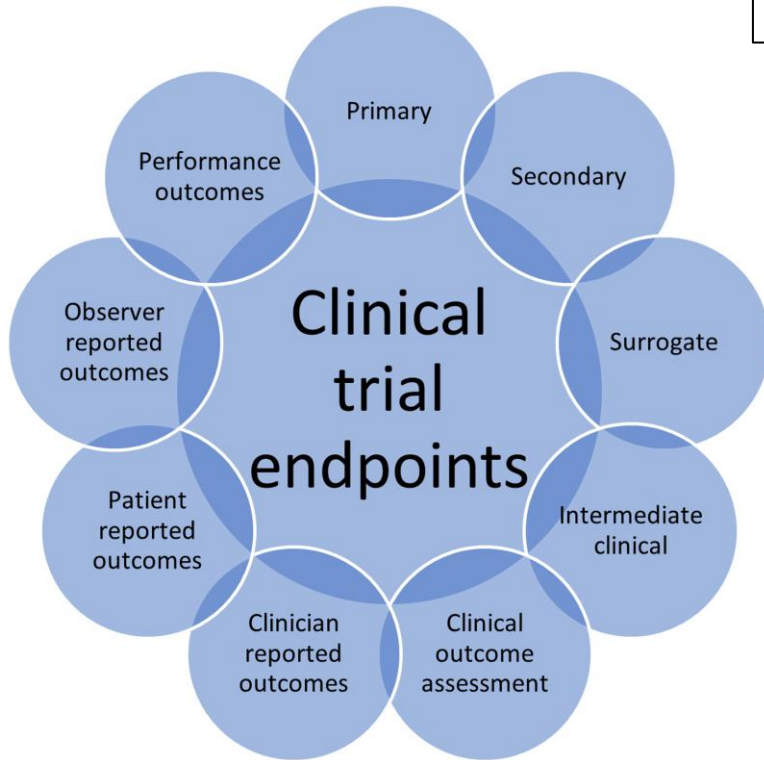 Primary
Secondary
Surrogate
Intermediate
clinical
Clinical
outcome
assessment
Clinician
reported
outcomes
Patient
reported
outcomes
Observer
reported
outcomes
Performance
outcomes
Clinical
trial
endpoints